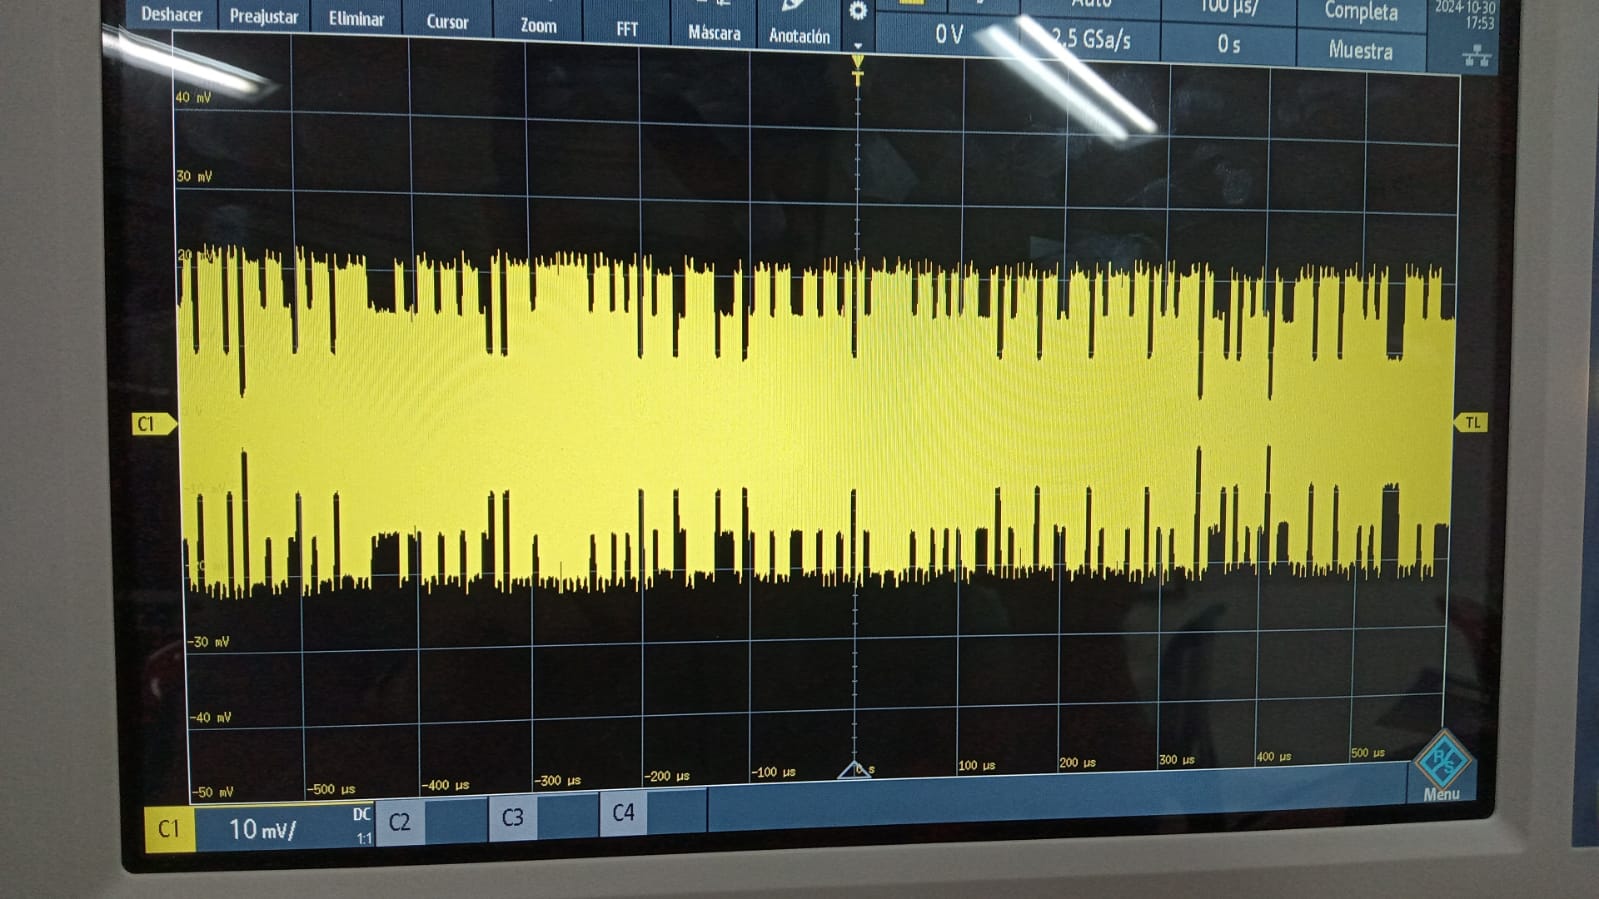 Deshacer
Preajustar
Eliminar
Cursor
Zoom
FFT
Máscara
Anotación
0 V
Auto
2,5 GSa/s
100 µs/
0 s
Completa
Muestra
2024-10-30
17:53
T
40 mV
30 mV
20 mV
C1
TL
-30 mV
-40 mV
-50 mV
-500 µs
-400 µs
-300 µs
-200 µs
-100 µs
0 s
100 µs
200 µs
300 µs
400 µs
500 µs
R&S
Menu
C1
10 mV/
DC
1:1
C2
C3
C4